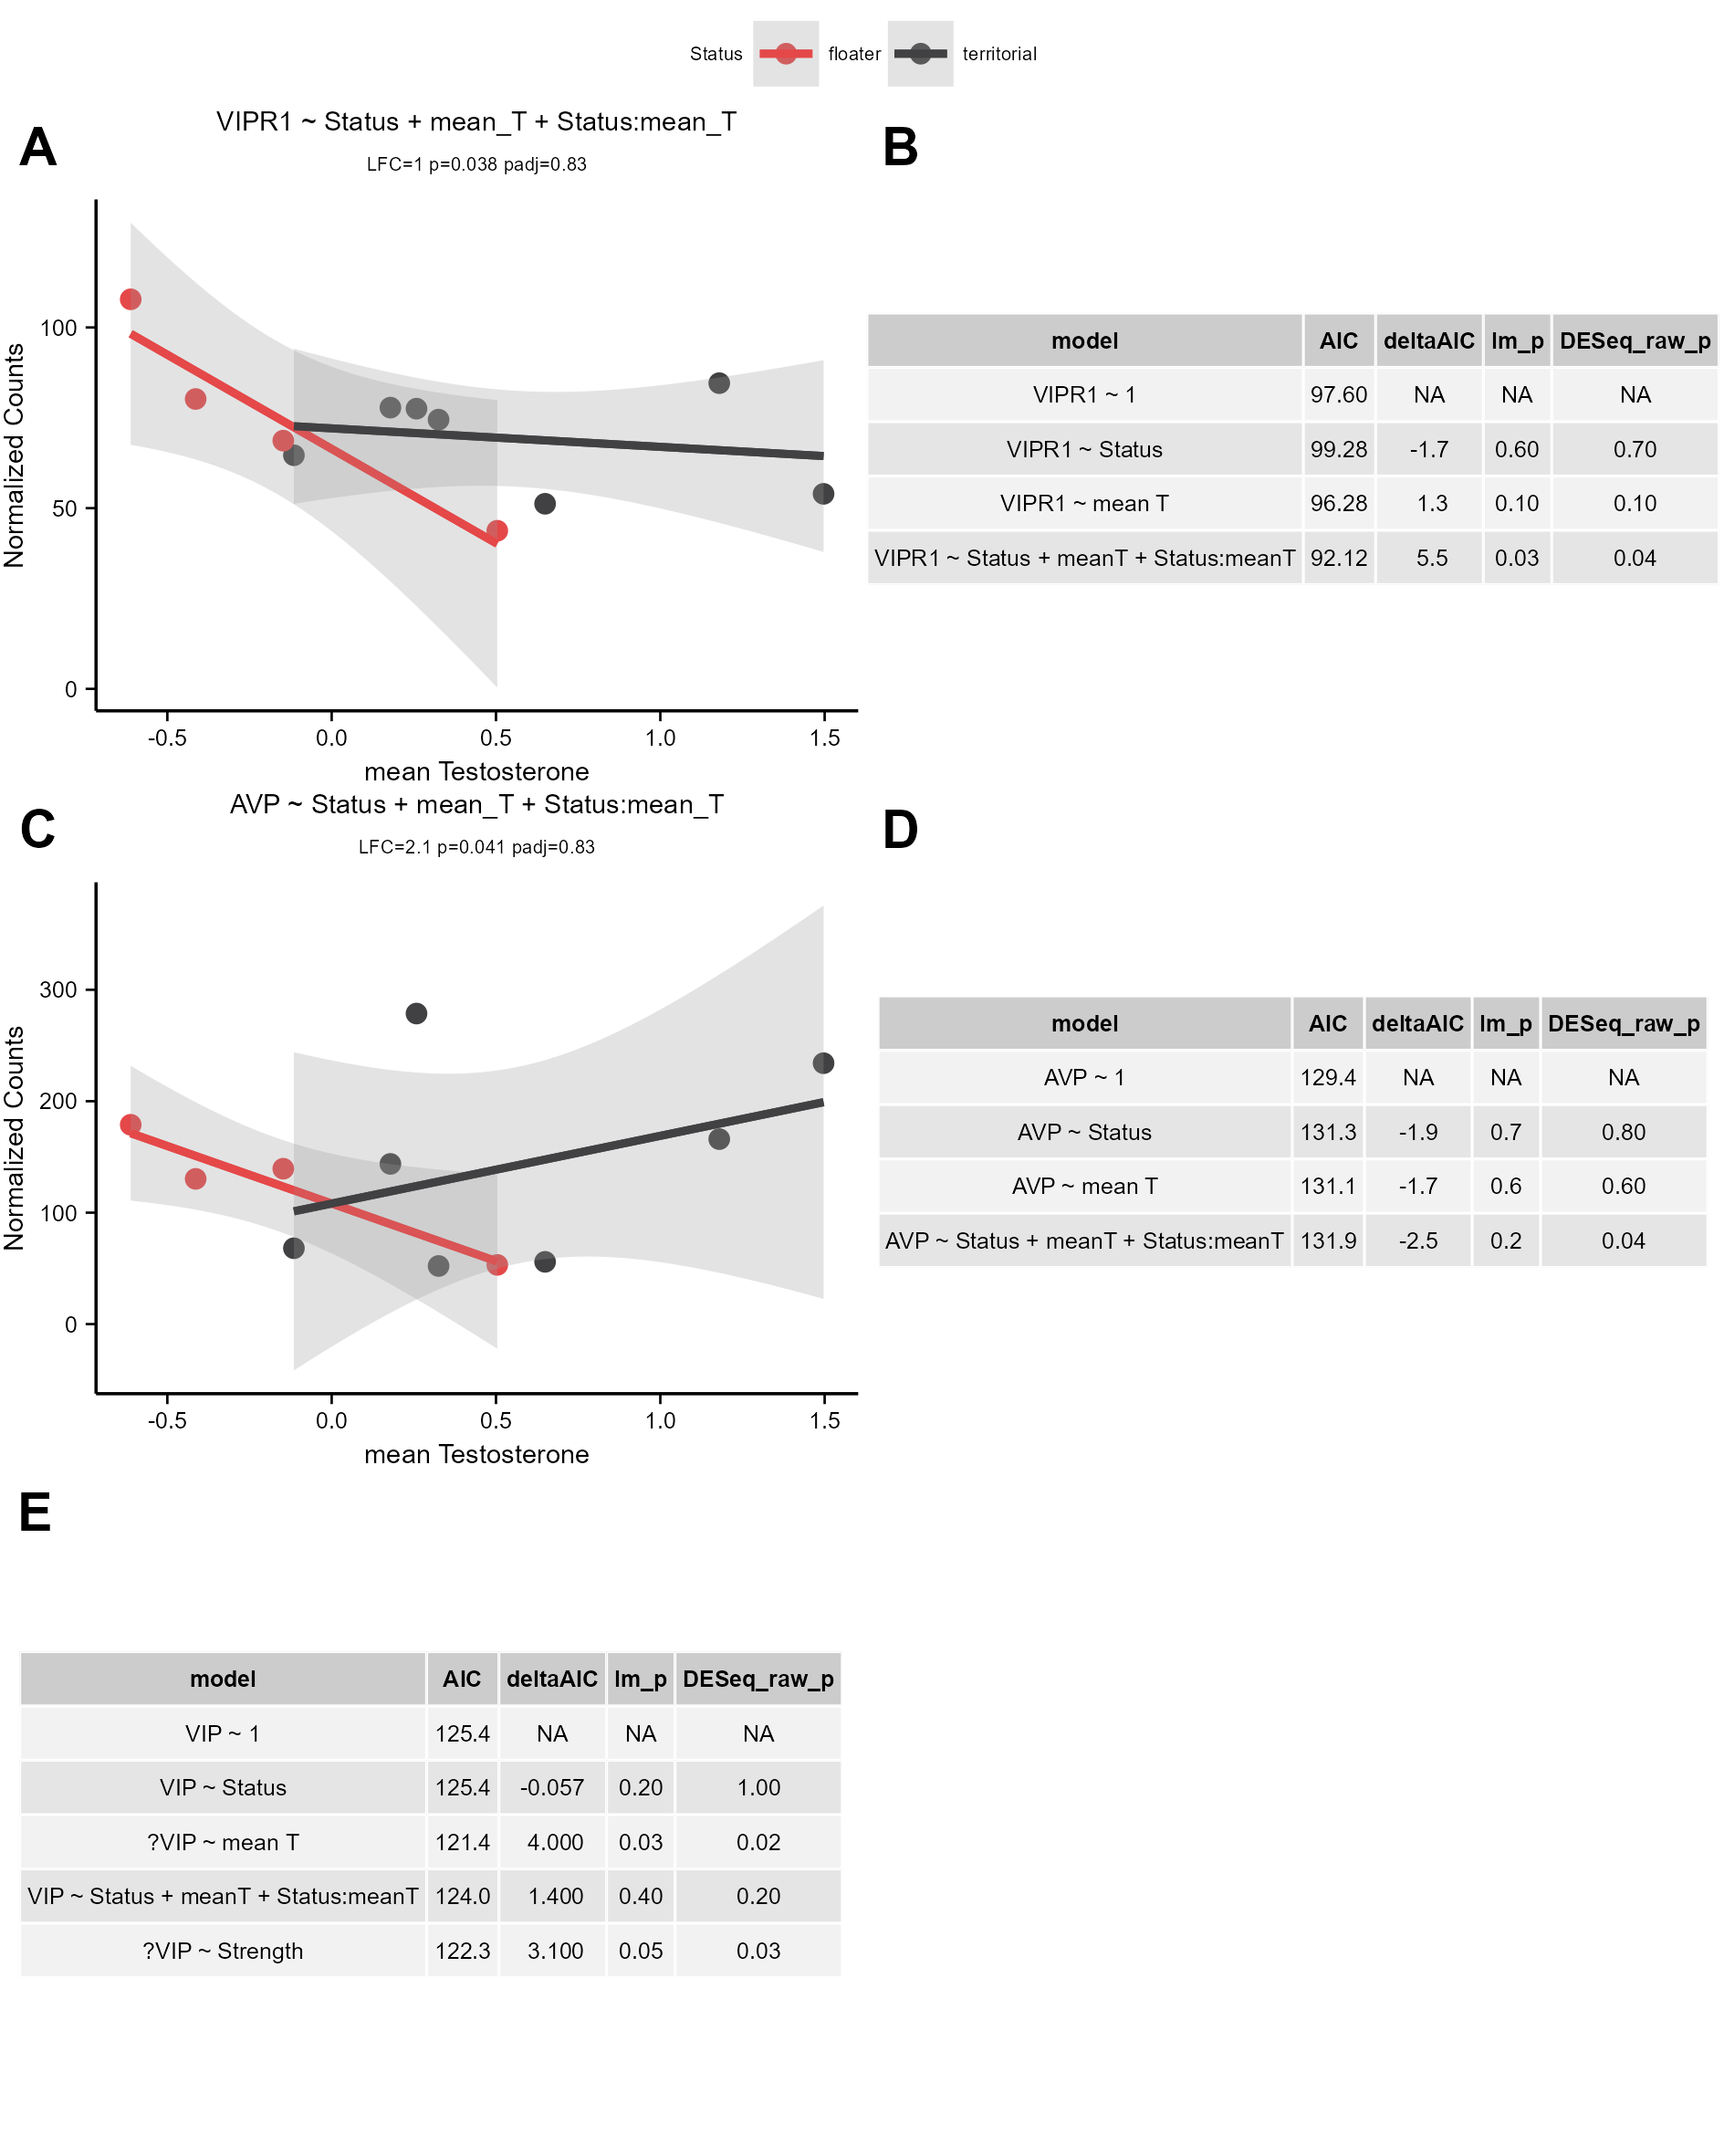 Status floater territorial
A
VIPR1 ~ Status + mean_T + Status:mean_T
LFC=1 p=0.038 padj=0.83
Normalized Counts
100
50
0
-0.5 0.0 0.5 1.0 1.5
mean Testosterone
B
model AIC deltaAIC lm_p DESeq_raw_p
VIPR1 ~ 1 97.60 NA NA NA
VIPR1 ~ Status 99.28 -1.7 0.60 0.70
VIPR1 ~ mean T 96.28 1.3 0.10 0.10
VIPR1 ~ Status + meanT + Status:meanT 92.12 5.5 0.03 0.04
C
AVP ~ Status + mean_T + Status:mean_T
LFC=2.1 p=0.041 padj=0.83
Normalized Counts
300
200
100
0
-0.5 0.0 0.5 1.0 1.5
mean Testosterone
D
model AIC deltaAIC lm_p DESeq_raw_p
AVP ~ 1 129.4 NA NA NA
AVP ~ Status 131.3 -1.9 0.7 0.80
AVP ~ mean T 131.1 -1.7 0.6 0.60
AVP ~ Status + meanT + Status:meanT 131.9 -2.5 0.2 0.04
E
model AIC deltaAIC lm_p DESeq_raw_p
VIP ~ 1 125.4 NA NA NA
VIP ~ Status 125.4 -0.057 0.20 1.00
?VIP ~ mean T 121.4 4.000 0.03 0.02
VIP ~ Status + meanT + Status:meanT 124.0 1.400 0.40 0.20
?VIP ~ Strength 122.3 3.100 0.05 0.03